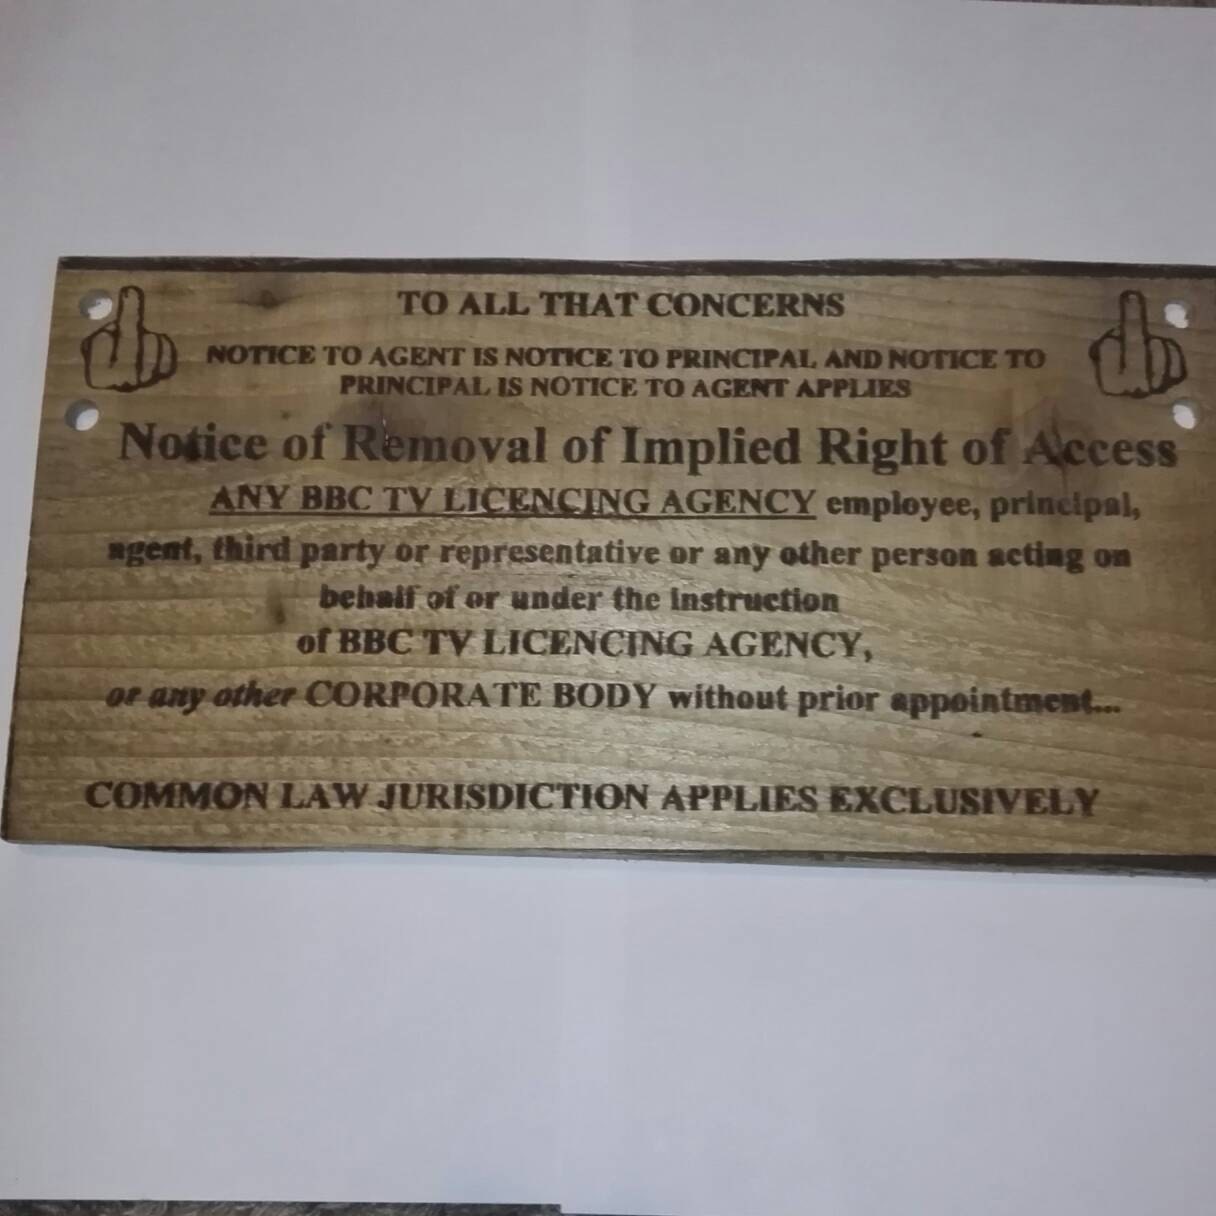 TO ALL THAT CONCERNS
NOTICE TO AGENT IS NOTICE TO PRINCIPAL AND NOTICE TO
PRINCIPAL IS NOTICE TO AGENT APPLIES
Notice of Removal of Implied Right of Access
ANY BBC TV LICENCING AGENCY employee, principal,
agent, third party or representative or any other person acting on
behalf of or under the instruction
of BBC TV LICENCING AGENCY,
or any other CORPORATE BODY without prior appointment...
COMMON LAW JURISDICTION APPLIES EXCLUSIVELY